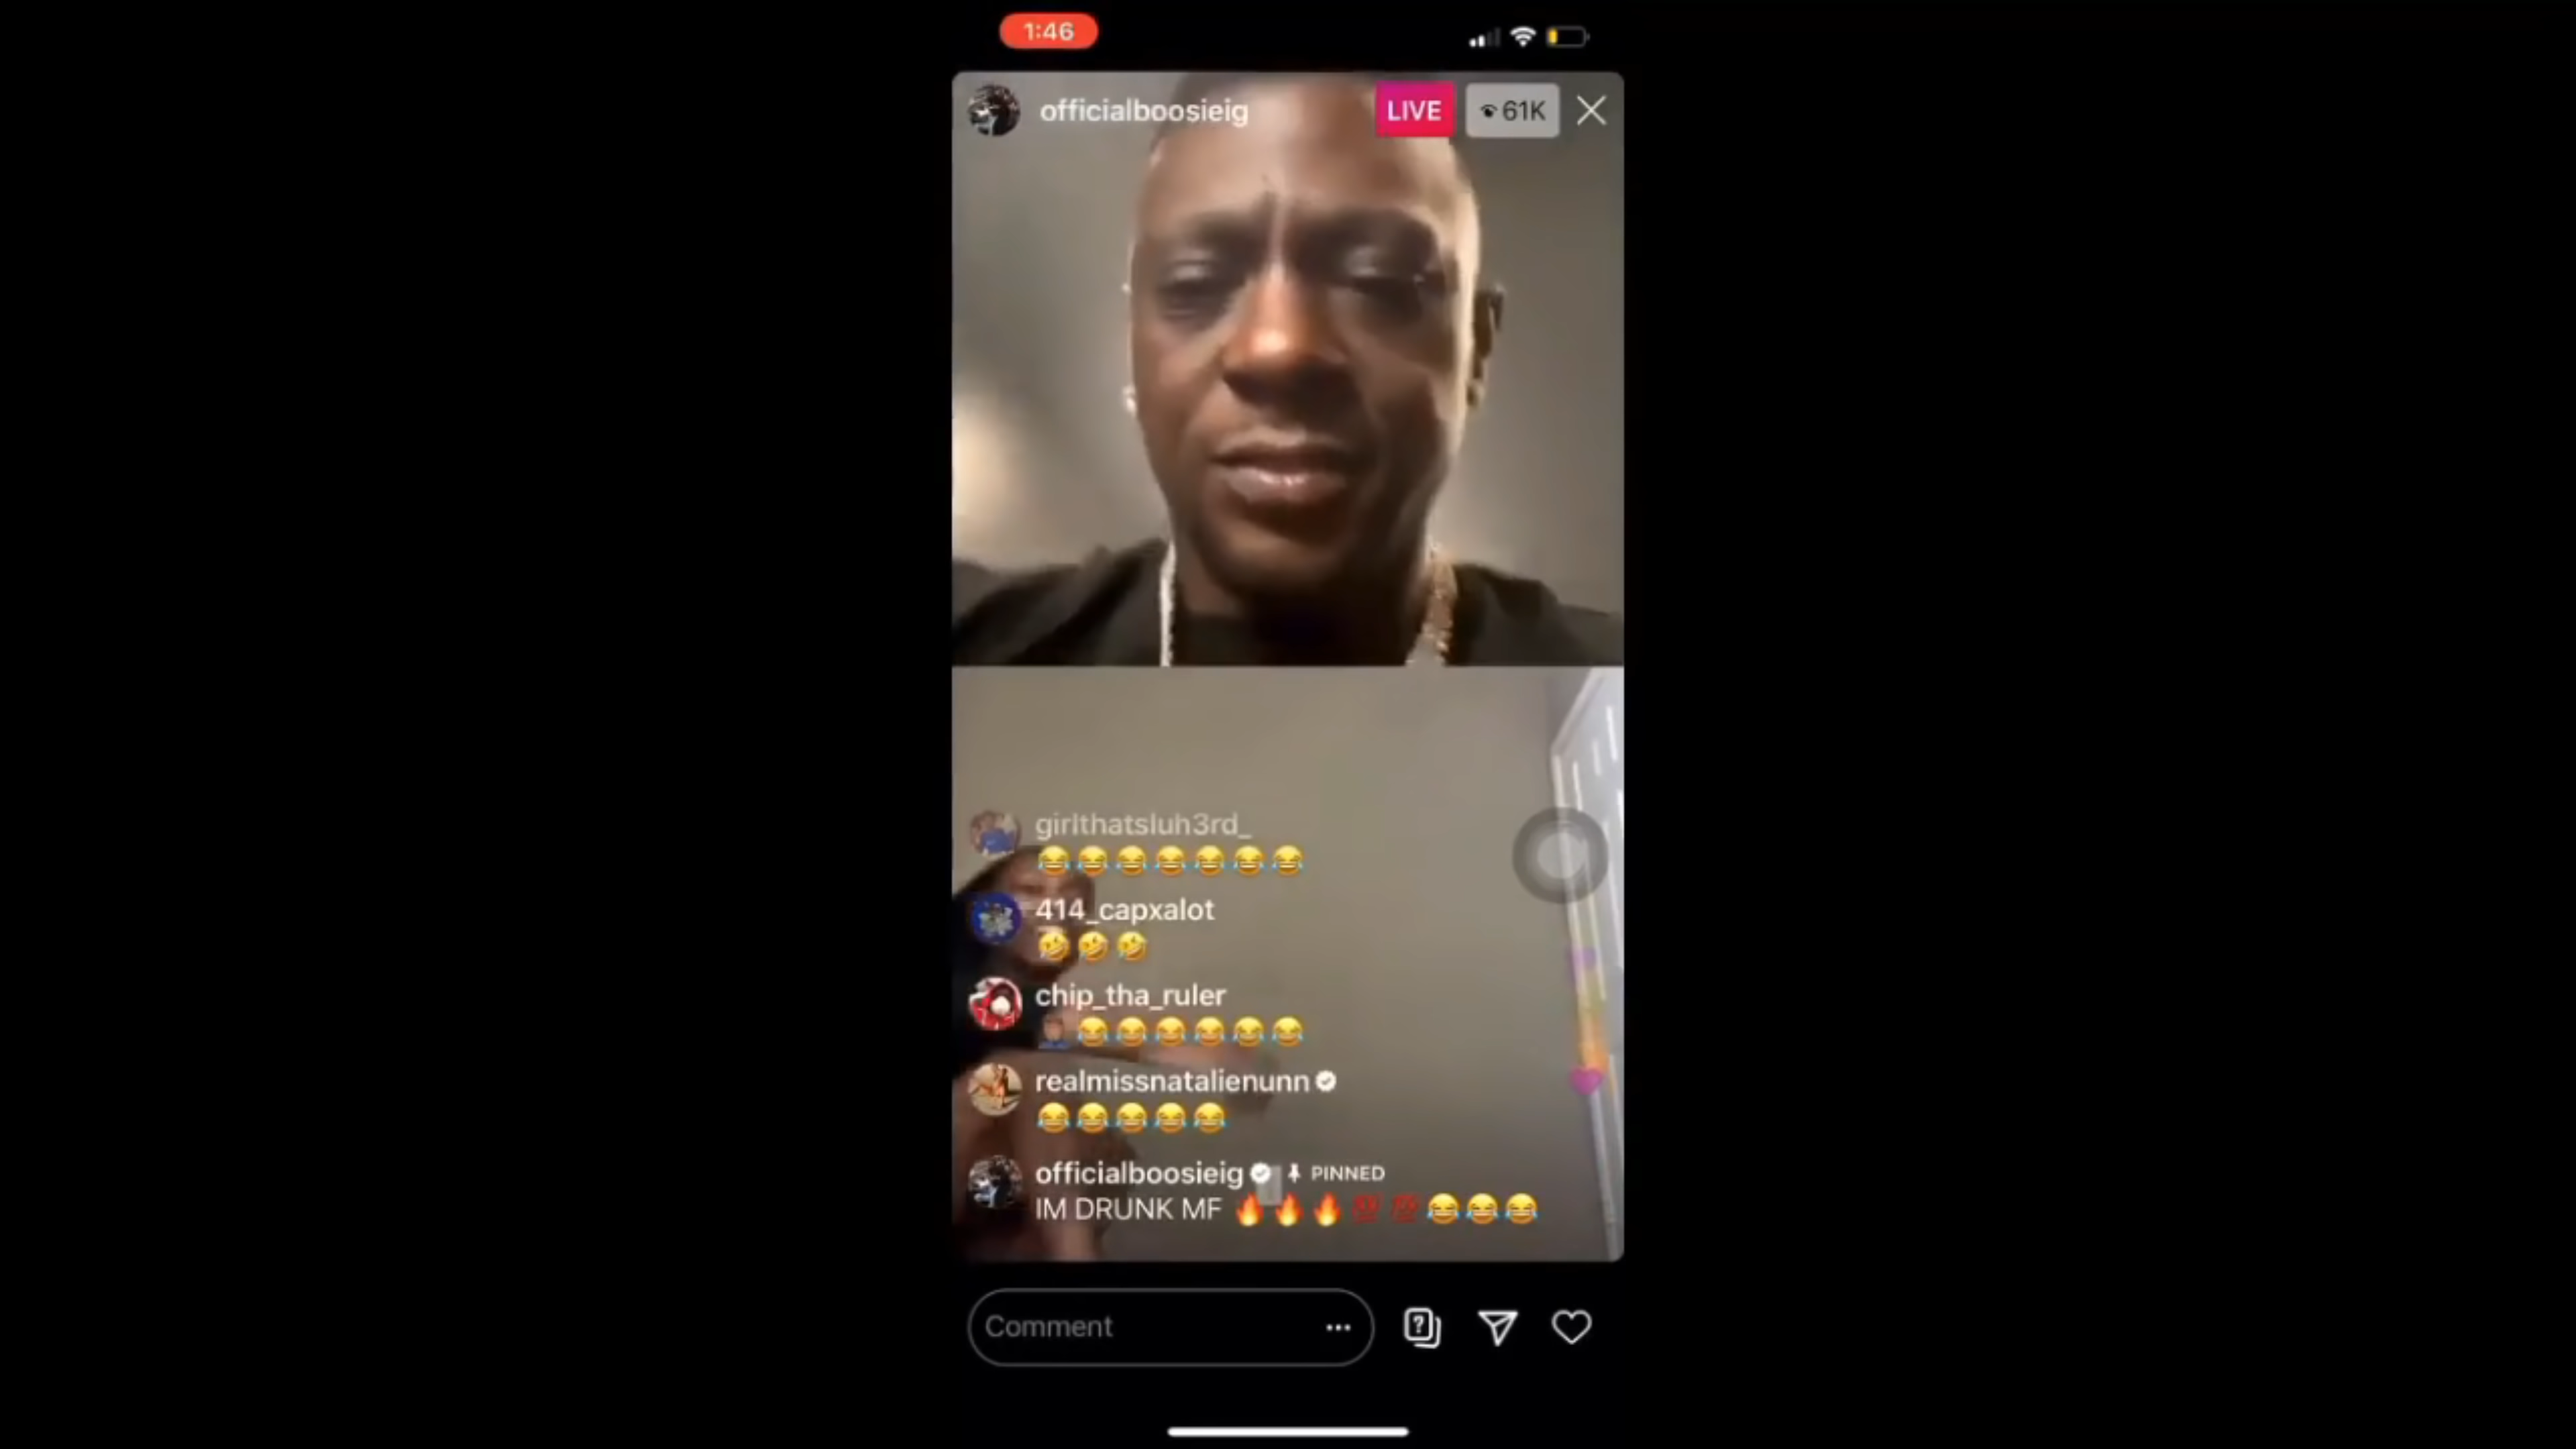 1:46
officialboosieig LIVE 61K
girlthatsluh3rd_
😂😂😂😂😂😂😂
414_capxalot
🤣🤣🤣
chip_tha_ruler
😂😂😂😂😂😂
realmissnatalienunn
😂😂😂😂😂
officialboosieig PINNED
IM DRUNK MF 🔥🔥🔥💯💯😂😂😂
Comment